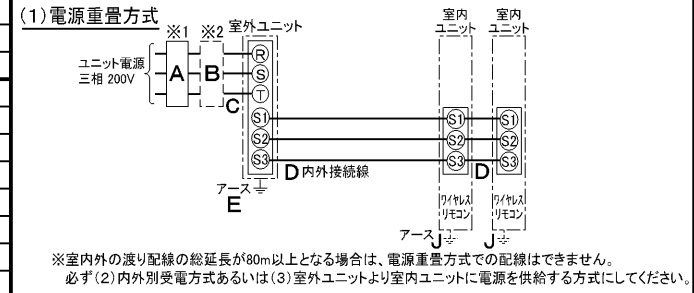 (1)電源重畳方式
※1 ※2 室外ユニット
室内ユニット
室内ユニット
ユニット電源
三相 200V
A
B
C
R
S
T
S1
S2
S3
S1
S2
S3
S1
S2
S3
D 内外接続線
D
アース
E
ワイヤレス
リモコン
ワイヤレス
リモコン
アース J
J
※室内外の渡り配線の総延長が80m以上となる場合は、電源重畳方式での配線はできません。
必ず(2)内外別受電方式あるいは(3)室外ユニットより室内ユニットに電源を供給する方式にしてください。